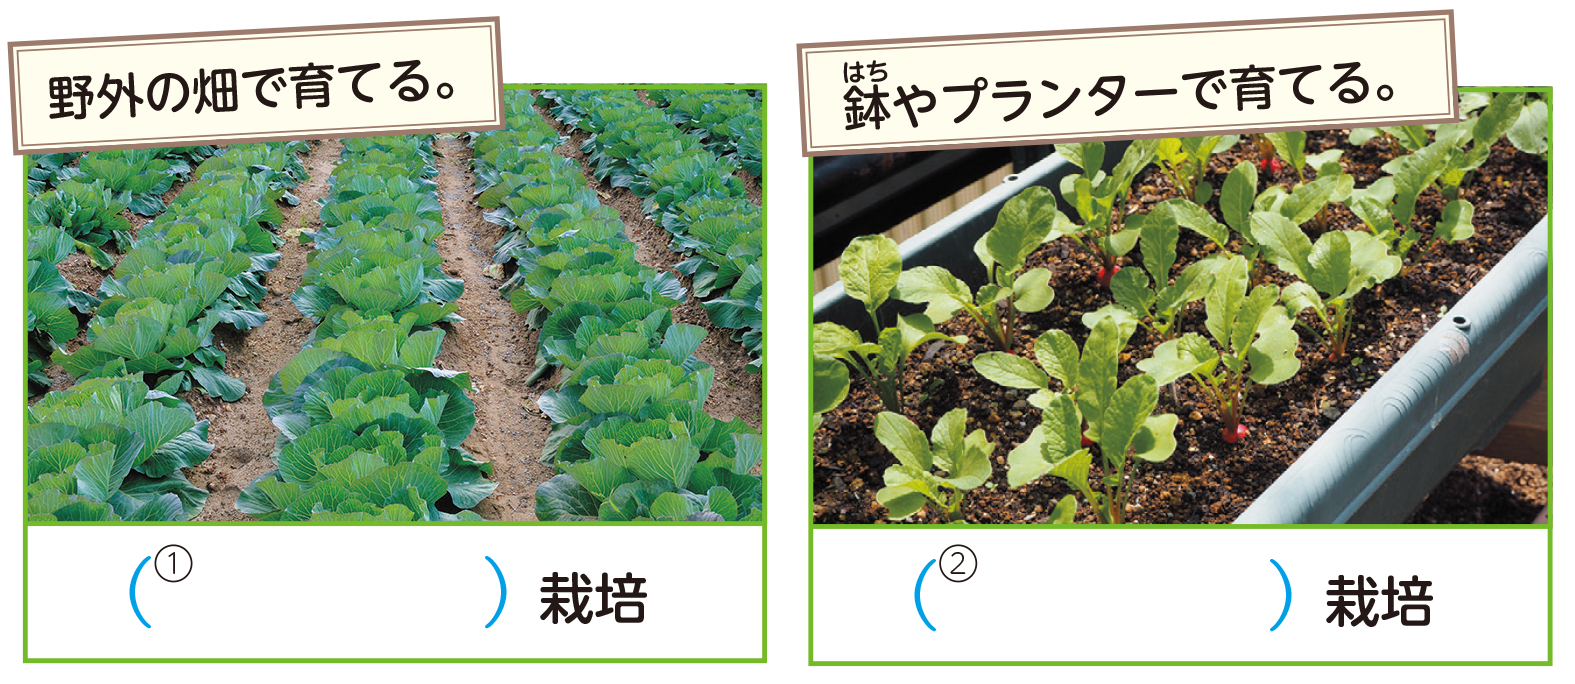 野外の畑で育てる。
(① ) 栽培
はち
鉢やプランターで育てる。
(② ) 栽培